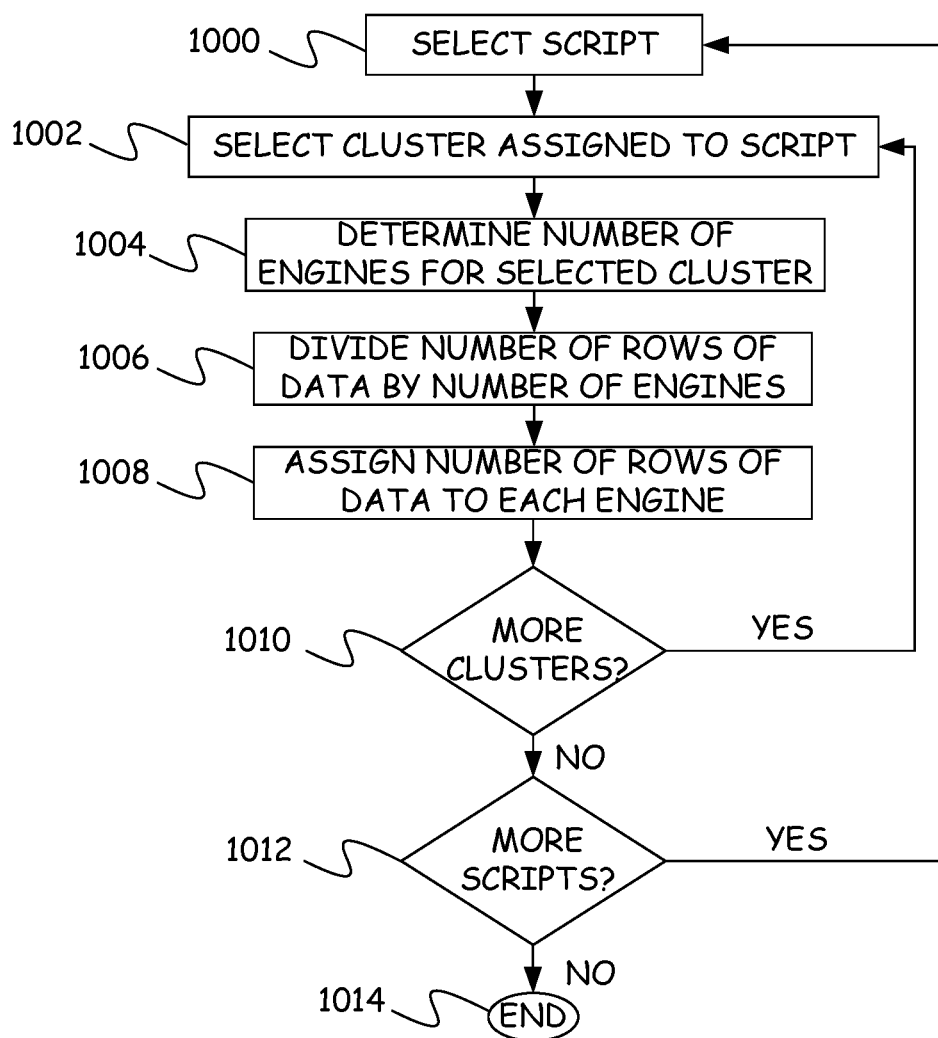 1000
SELECT SCRIPT
1002
SELECT CLUSTER ASSIGNED TO SCRIPT
1004
DETERMINE NUMBER OF
ENGINES FOR SELECTED CLUSTER
1006
DIVIDE NUMBER OF ROWS OF
DATA BY NUMBER OF ENGINES
1008
ASSIGN NUMBER OF ROWS OF
DATA TO EACH ENGINE
1010
MORE
CLUSTERS?
YES
NO
1012
MORE
SCRIPTS?
YES
NO
1014
END